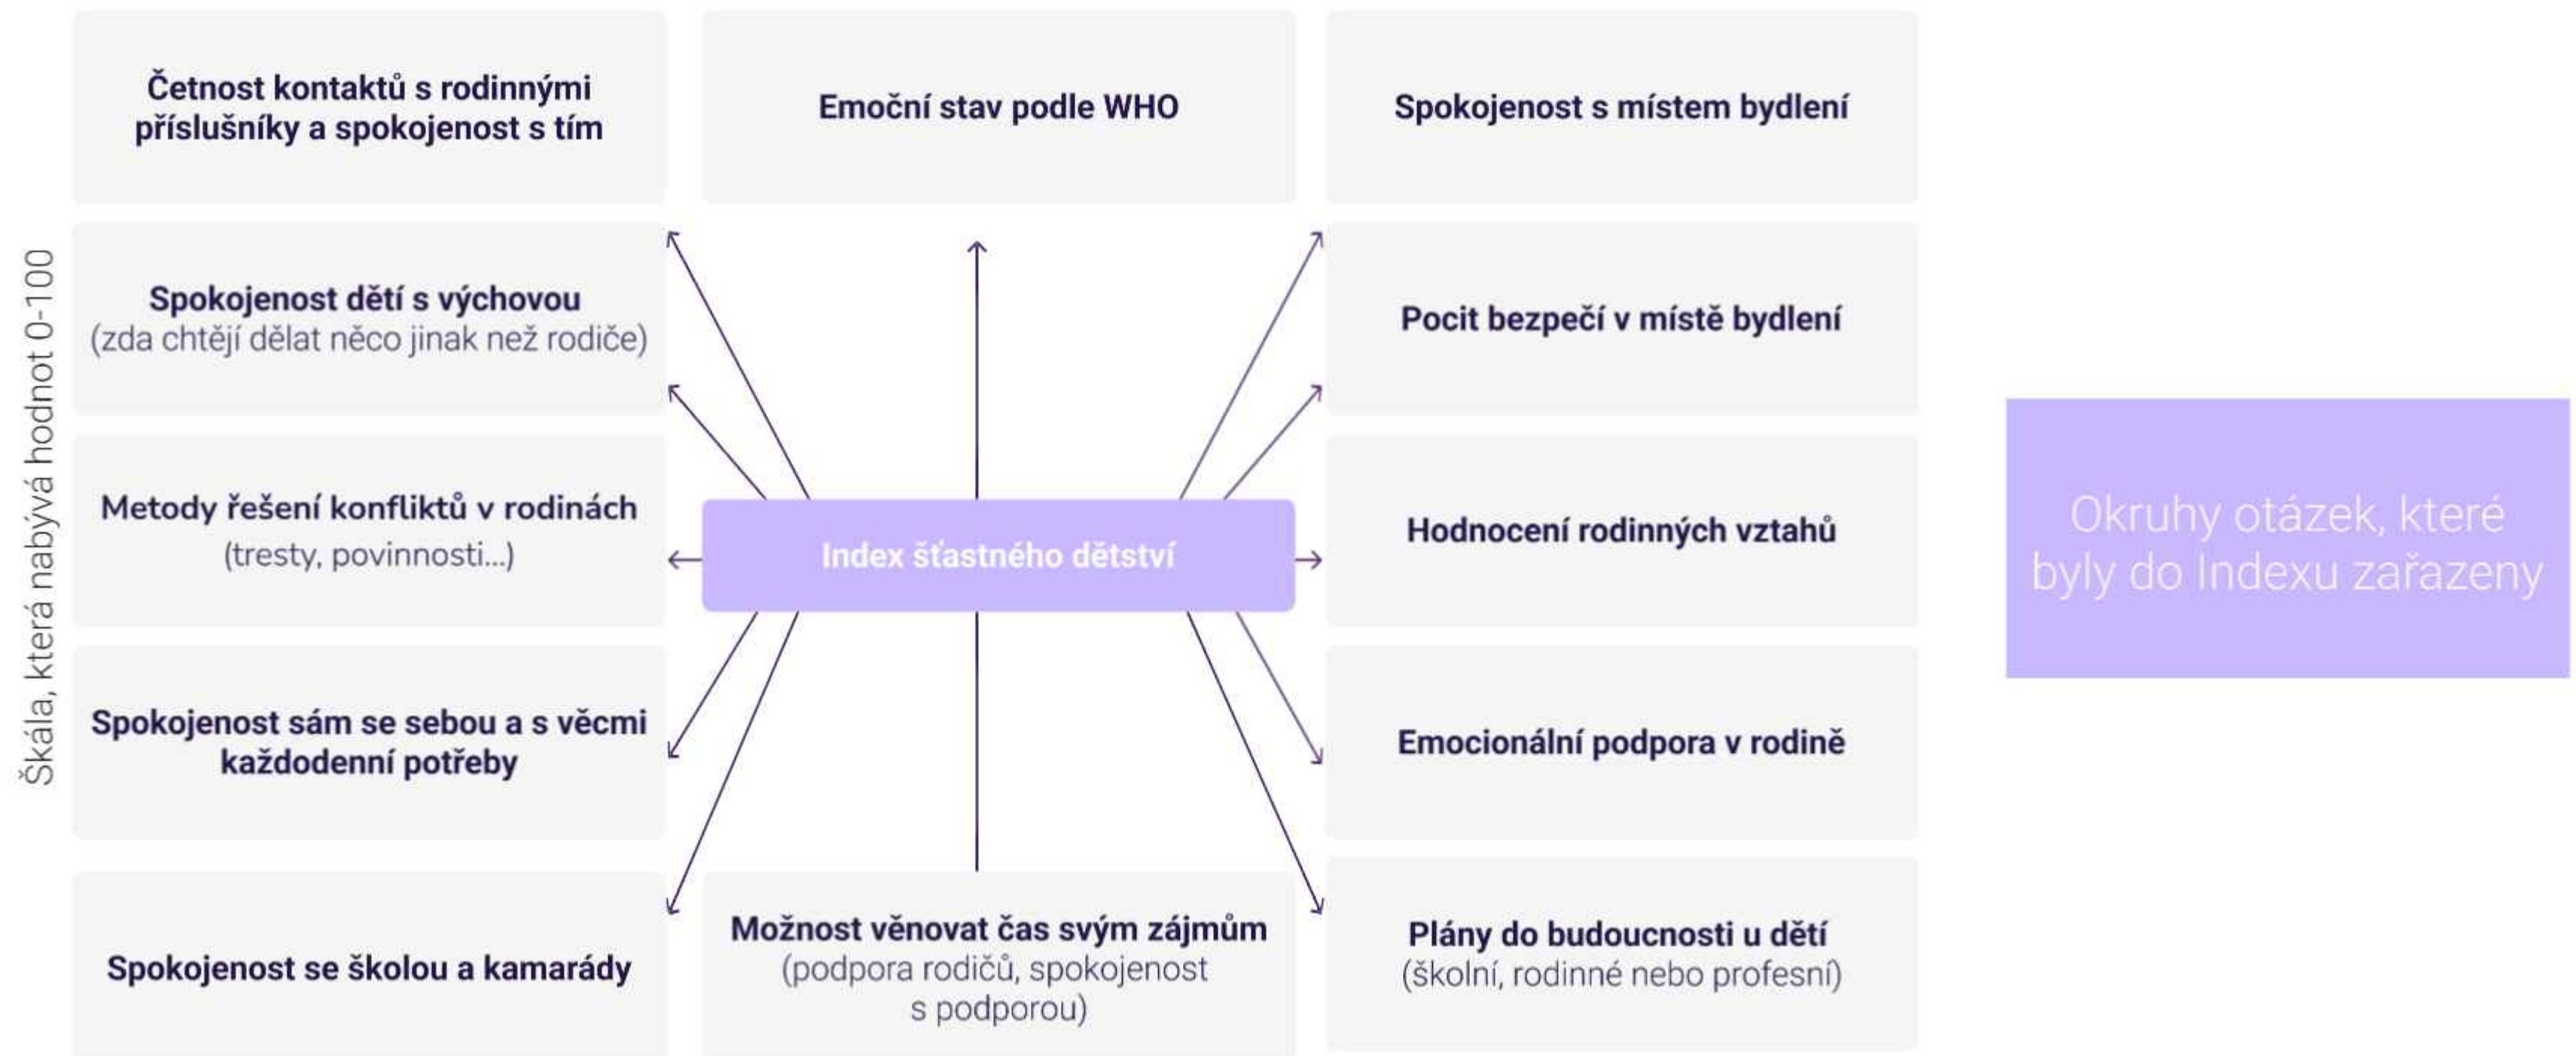 Škála, která nabývá hodnot 0-100
Četnost kontaktů s rodinnými
příslušníky a spokojenost s tím
Emoční stav podle WHO
Spokojenost s místem bydlení
Spokojenost dětí s výchovou
(zda chtějí dělat něco jinak než rodiče)
Pocit bezpečí v místě bydlení
Metody řešení konfliktů v rodinách
(tresty, povinnosti...)
Index šťastného dětství
Hodnocení rodinných vztahů
Okruhy otázek, které
byly do Indexu zařazeny
Spokojenost sám se sebou a s věcmi
každodenní potřeby
Emocionální podpora v rodině
Spokojenost se školou a kamarády
Možnost věnovat čas svým zájmům
(podpora rodičů, spokojenost
s podporou)
Plány do budoucnosti u dětí
(školní, rodinné nebo profesní)